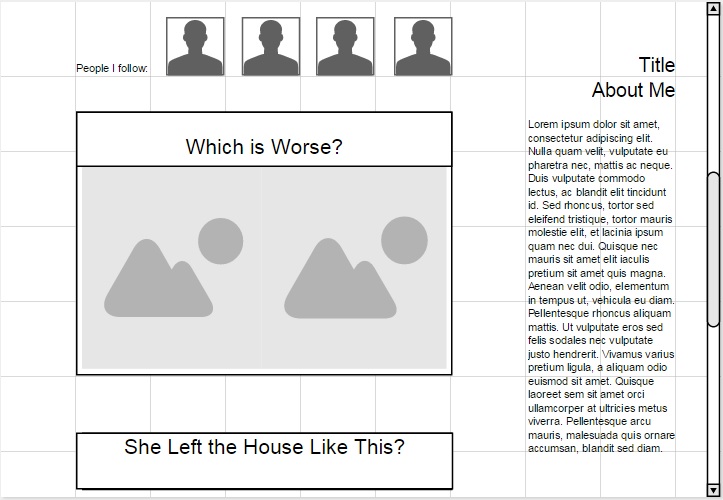 People I follow:
Title
About Me
Which is Worse?
Lorem ipsum dolor sit amet,
consectetur adipiscing elit.
Nulla quam velit, vulputate eu
pharetra nec, mattis ac neque.
Duis vulputate commodo
lectus, ac blandit elit tincidunt
id. Sed rhoncus, tortor sed
eleifend tristique, tortor mauris
molestie elit, et lacinia ipsum
quam nec dui. Quisque nec
mauris sit amet elit iaculis
pretium sit amet quis magna.
Aenean velit odio, elementum
in tempus ut, vehicula eu diam.
Pellentesque rhoncus aliquam
mattis. Ut vulputate eros sed
felis sodales nec vulputate
justo hendrerit. Vivamus varius
pretium ligula, a aliquam odio
euismod sit amet. Quisque
laoreet sem sit amet orci
ullamcorper at ultricies metus
viverra. Pellentesque arcu
mauris, malesuada quis ornare
accumsan, blandit sed diam.
She Left the House Like This?